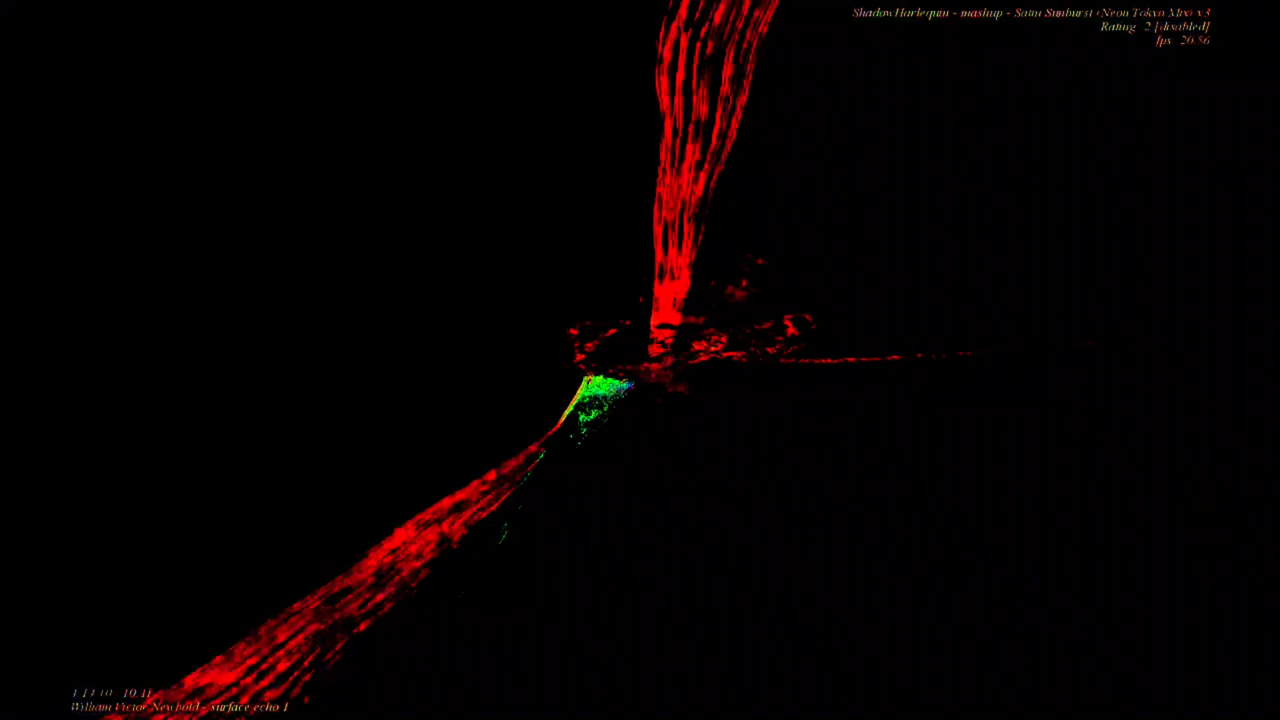 ShadowHarlequin - mashup - Satin Sunburst (Neon Tokyo Mix) v3
Rating 2 [disabled]
fps 20.56
William Victor Newbold - surface echo 1